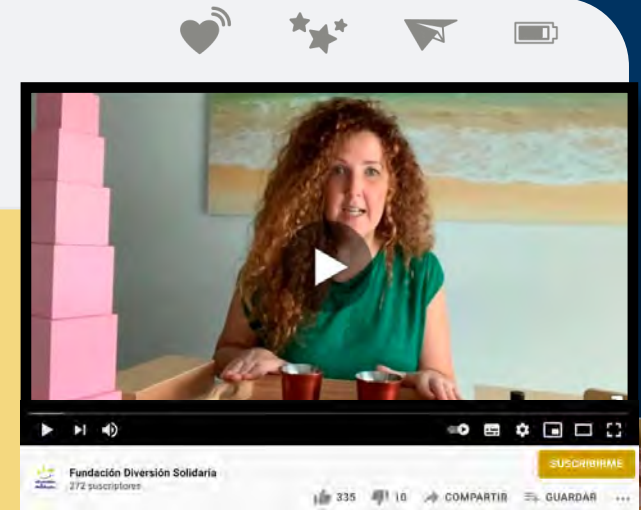 Fundación Diversión Solidaria
272 suscriptores
SUSCRIBIRME
335
10
COMPARTIR
GUARDAR